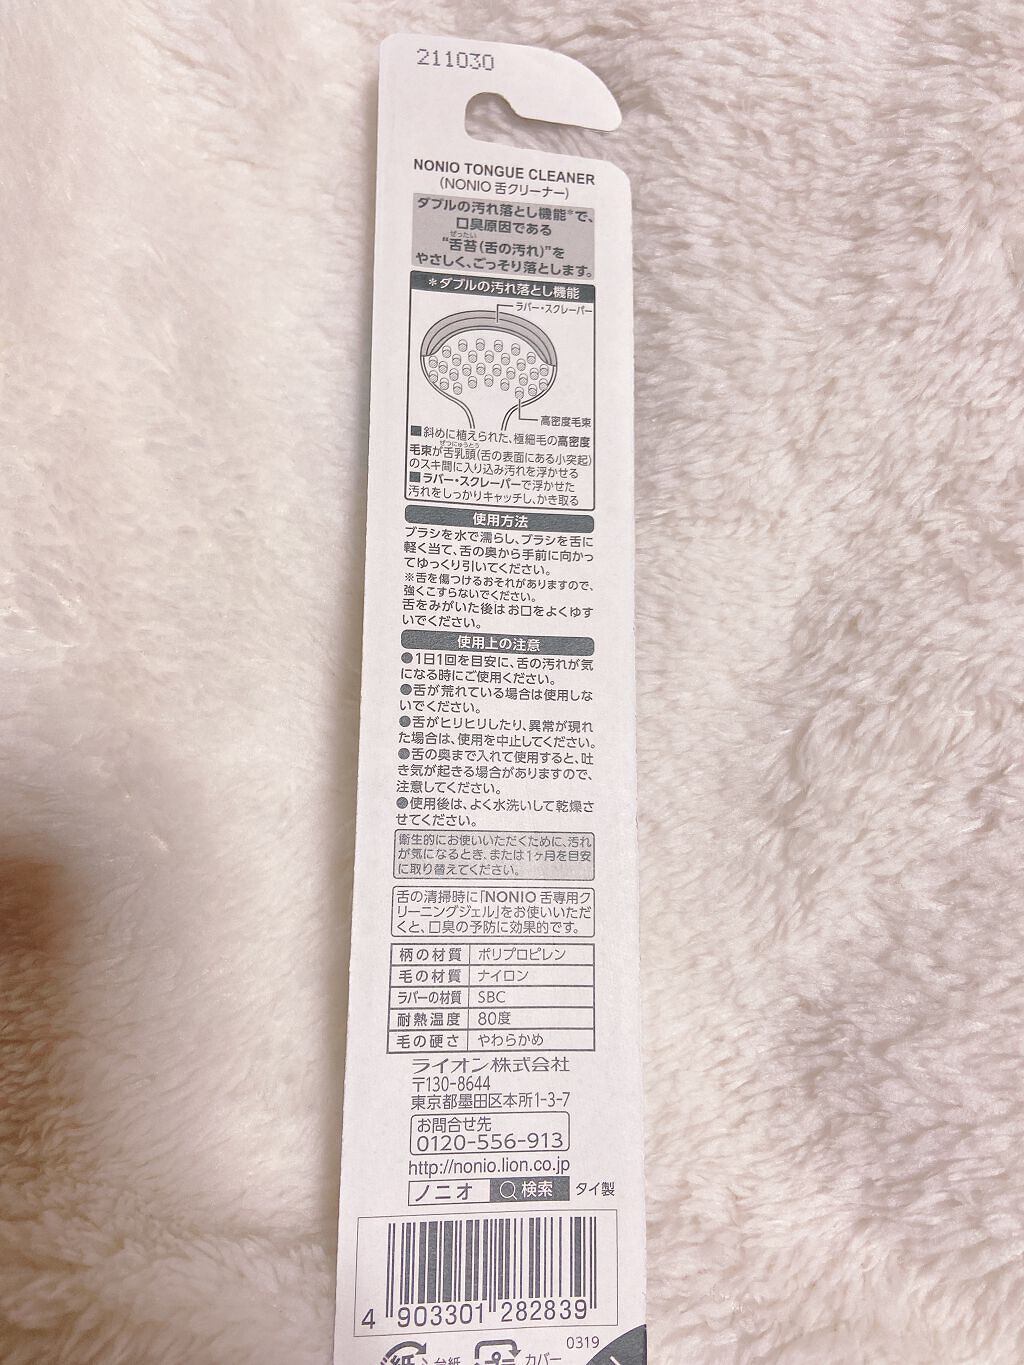 211030
NONIO TONGUE CLEANER
(NONIO 舌クリーナー)
ダブルの汚れ落とし機能*で、
口臭原因である
ぜったい
"舌苔(舌の汚れ)"を
やさしく、ごっそり落とします。
*ダブルの汚れ落とし機能
ラバー・スクレーパー
高密度毛束
■斜めに植えられた、極細毛の高密度
ぜつにゅうとう
毛束が舌乳頭(舌の表面にある小突起)
のスキ間に入り込み汚れを浮かせる
■ラバー・スクレーパーで浮かせた
汚れをしっかりキャッチし、かき取る
使用方法
ブラシを水で濡らし、ブラシを舌に
軽く当て、舌の奥から手前に向かっ
てゆっくり引いてください。
※舌を傷つけるおそれがありますので、
強くこすらないでください。
舌をみがいた後はお口をよくゆす
いでください。
使用上の注意
●1日1回を目安に、舌の汚れが気
になる時にご使用ください。
●舌が荒れている場合は使用しな
いでください。
●舌がヒリヒリしたり、異常が現れ
た場合は、使用を中止してください。
●舌の奥まで入れて使用すると、吐
き気が起きる場合がありますので、
注意してください。
●使用後は、よく水洗いして乾燥さ
せてください。
衛生的にお使いいただくために、汚れ
が気になるとき、または1ヶ月を目安
に取り替えてください。
舌の清掃時に「NONIO 舌専用ク
リーニングジェル」をお使いいただ
くと、口臭の予防に効果的です。
柄の材質 ポリプロピレン
毛の材質 ナイロン
ラバーの材質 SBC
耐熱温度 80度
毛の硬さ やわらかめ
ライオン株式会社
〒130-8644
東京都墨田区本所1-3-7
お問合せ先
0120-556-913
http://nonio.lion.co.jp
ノニオ 検索 タイ製
4 903301 282839
0319
紙 台紙 プラ カバー